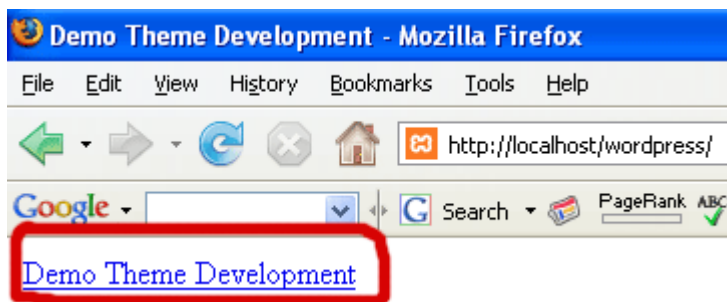 Demo Theme Development - Mozilla Firefox
File Edit View History Bookmarks Tools Help
http://localhost/wordpress/
Google G Search PageRank ABC
Demo Theme Development